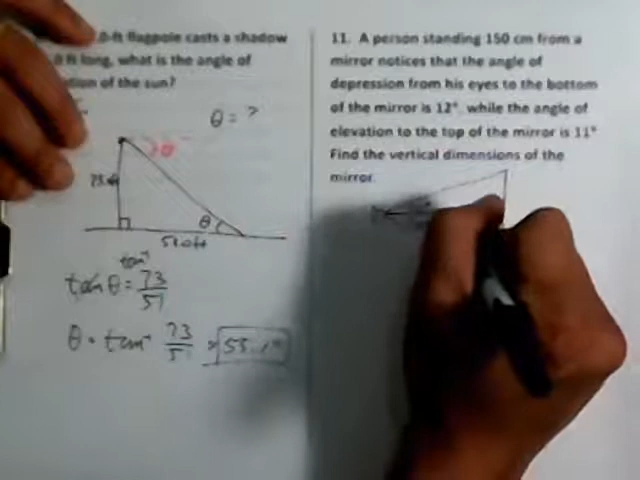 .0-ft flagpole casts a shadow
ft long, what is the angle of
of the sun?
θ = ?
θ
θ
tan⁻¹
tan θ = 73/51
θ = tan⁻¹ 73/51
11. A person standing 150 cm from a
mirror notices that the angle of
depression from his eyes to the bottom
of the mirror is 12°, while the angle of
elevation to the top of the mirror is 11°
Find the vertical dimensions of the
mirror.